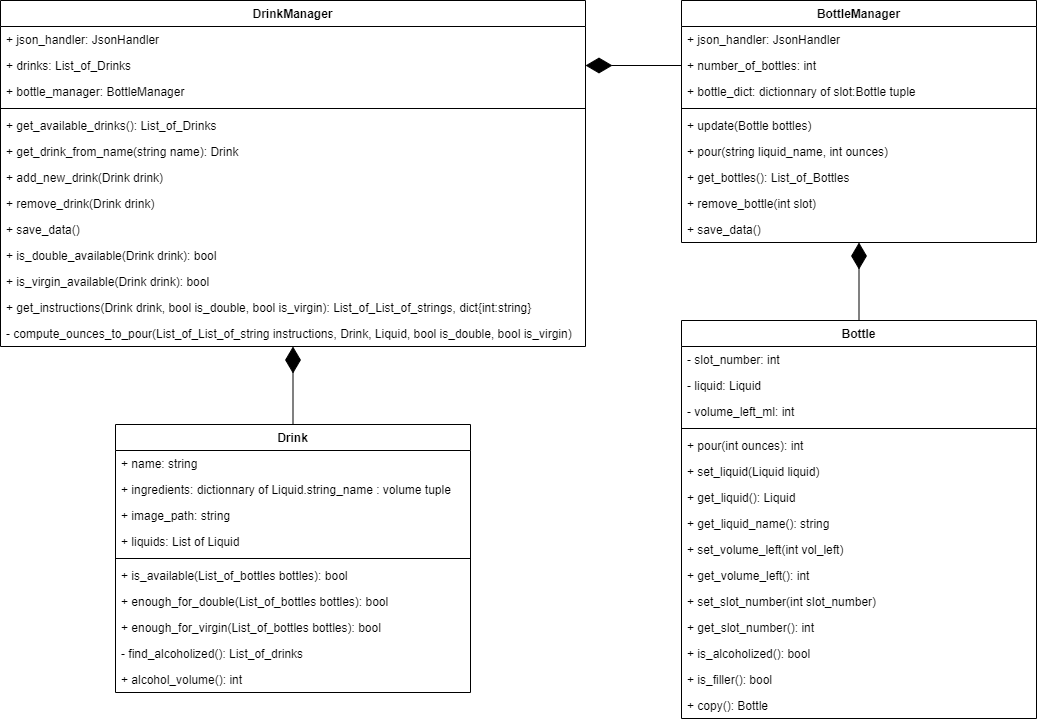 DrinkManager
+ json_handler: JsonHandler
+ drinks: List_of_Drinks
+ bottle_manager: BottleManager
+ get_available_drinks(): List_of_Drinks
+ get_drink_from_name(string name): Drink
+ add_new_drink(Drink drink)
+ remove_drink(Drink drink)
+ save_data()
+ is_double_available(Drink drink): bool
+ is_virgin_available(Drink drink): bool
+ get_instructions(Drink drink, bool is_double, bool is_virgin): List_of_List_of_strings, dict{int:string}
- compute_ounces_to_pour(List_of_List_of_string instructions, Drink, Liquid, bool is_double, bool is_virgin)
BottleManager
+ json_handler: JsonHandler
+ number_of_bottles: int
+ bottle_dict: dictionnary of slot:Bottle tuple
+ update(Bottle bottles)
+ pour(string liquid_name, int ounces)
+ get_bottles(): List_of_Bottles
+ remove_bottle(int slot)
+ save_data()
Drink
+ name: string
+ ingredients: dictionnary of Liquid.string_name : volume tuple
+ image_path: string
+ liquids: List of Liquid
+ is_available(List_of_bottles bottles): bool
+ enough_for_double(List_of_bottles bottles): bool
+ enough_for_virgin(List_of_bottles bottles): bool
- find_alcoholized(): List_of_drinks
+ alcohol_volume(): int
Bottle
- slot_number: int
- liquid: Liquid
- volume_left_ml: int
+ pour(int ounces): int
+ set_liquid(Liquid liquid)
+ get_liquid(): Liquid
+ get_liquid_name(): string
+ set_volume_left(int vol_left)
+ get_volume_left(): int
+ set_slot_number(int slot_number)
+ get_slot_number(): int
+ is_alcoholized(): bool
+ is_filler(): bool
+ copy(): Bottle